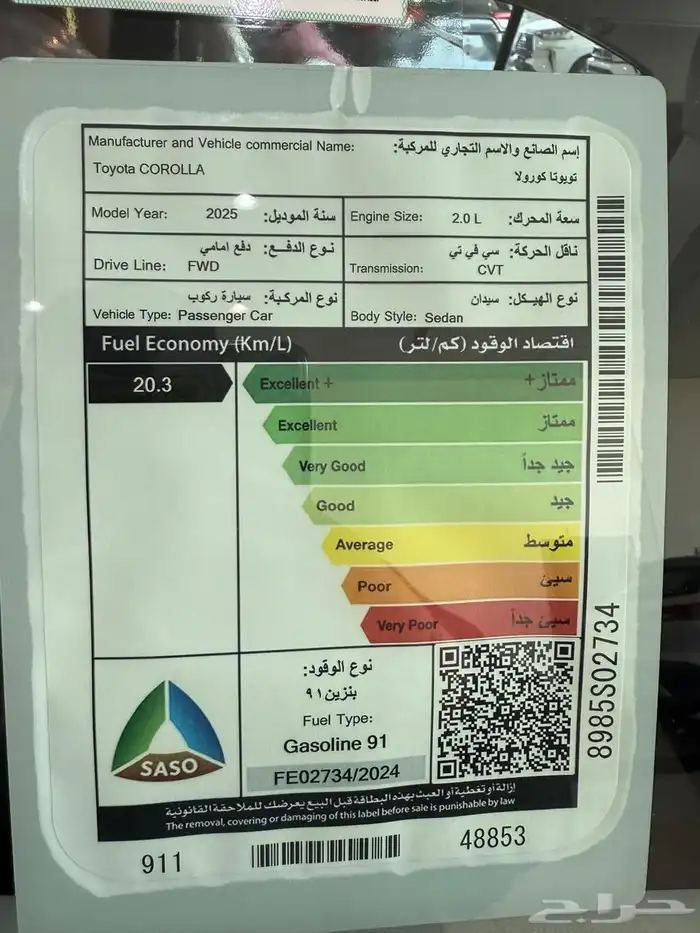 Manufacturer and Vehicle commercial Name: إسم الصانع والاسم التجاري للمركبة:
Toyota COROLLA تويوتا كورولا
Model Year: 2025 سنة الموديل: Engine Size: 2.0 L سعة المحرك:
نوع الدفع: دفع امامي ناقل الحركة: سي في تي
Drive Line: FWD Transmission: CVT
نوع المركبة: سيارة ركوب نوع الهيكل: سيدان
Vehicle Type: Passenger Car Body Style: Sedan
Fuel Economy (Km/L) اقتصاد الوقود (كم/لتر)
20.3 Excellent + ممتاز+
Excellent ممتاز
Very Good جيد جداً
Good جيد
Average متوسط
Poor سيئ
Very Poor سيئ جداً
نوع الوقود:
بنزين ٩١
Fuel Type:
Gasoline 91
SASO
FE02734/2024
8985S02734
إزالة أو تغطية أو العبث بهذه البطاقة قبل البيع يعرضك للملاحقة القانونية
The removal, covering or damaging of this label before sale is punishable by law
911 48853
حراج